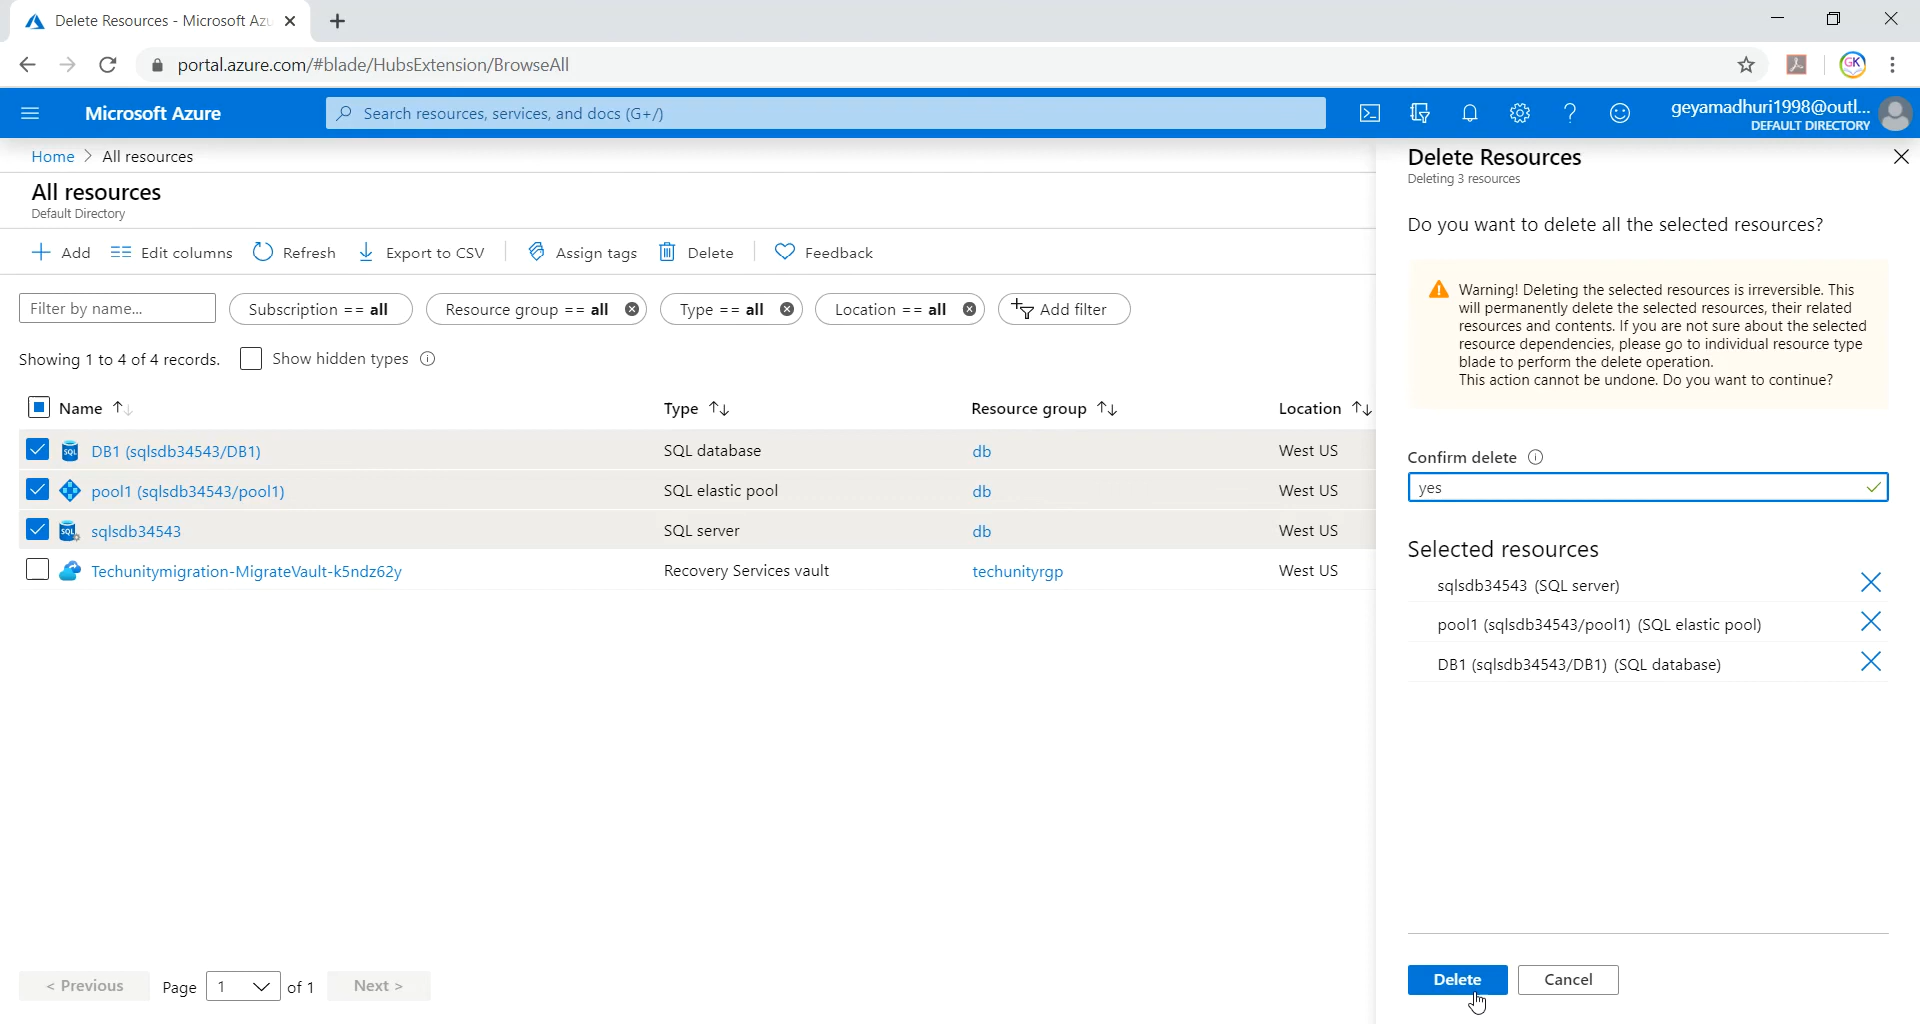 Delete Resources - Microsoft Azu
portal.azure.com/#blade/HubsExtension/BrowseAll
GK
Microsoft Azure
Search resources, services, and docs (G+/)
geyamadhuri1998@outl...
DEFAULT DIRECTORY
Home > All resources
All resources
Default Directory
Add
Edit columns
Refresh
Export to CSV
Assign tags
Delete
Feedback
Filter by name...
Subscription == all
Resource group == all
Type == all
Location == all
Add filter
Showing 1 to 4 of 4 records.
Show hidden types
Name
Type
Resource group
Location
SQL
DB1 (sqlsdb34543/DB1)
SQL database
db
West US
pool1 (sqlsdb34543/pool1)
SQL elastic pool
db
West US
SQL
sqlsdb34543
SQL server
db
West US
Techunitymigration-MigrateVault-k5ndz62y
Recovery Services vault
techunityrgp
West US
< Previous
Page
1
of 1
Next >
Delete Resources
Deleting 3 resources
Do you want to delete all the selected resources?
Warning! Deleting the selected resources is irreversible. This
will permanently delete the selected resources, their related
resources and contents. If you are not sure about the selected
resource dependencies, please go to individual resource type
blade to perform the delete operation.
This action cannot be undone. Do you want to continue?
Confirm delete
yes
Selected resources
sqlsdb34543 (SQL server)
pool1 (sqlsdb34543/pool1) (SQL elastic pool)
DB1 (sqlsdb34543/DB1) (SQL database)
Delete
Cancel